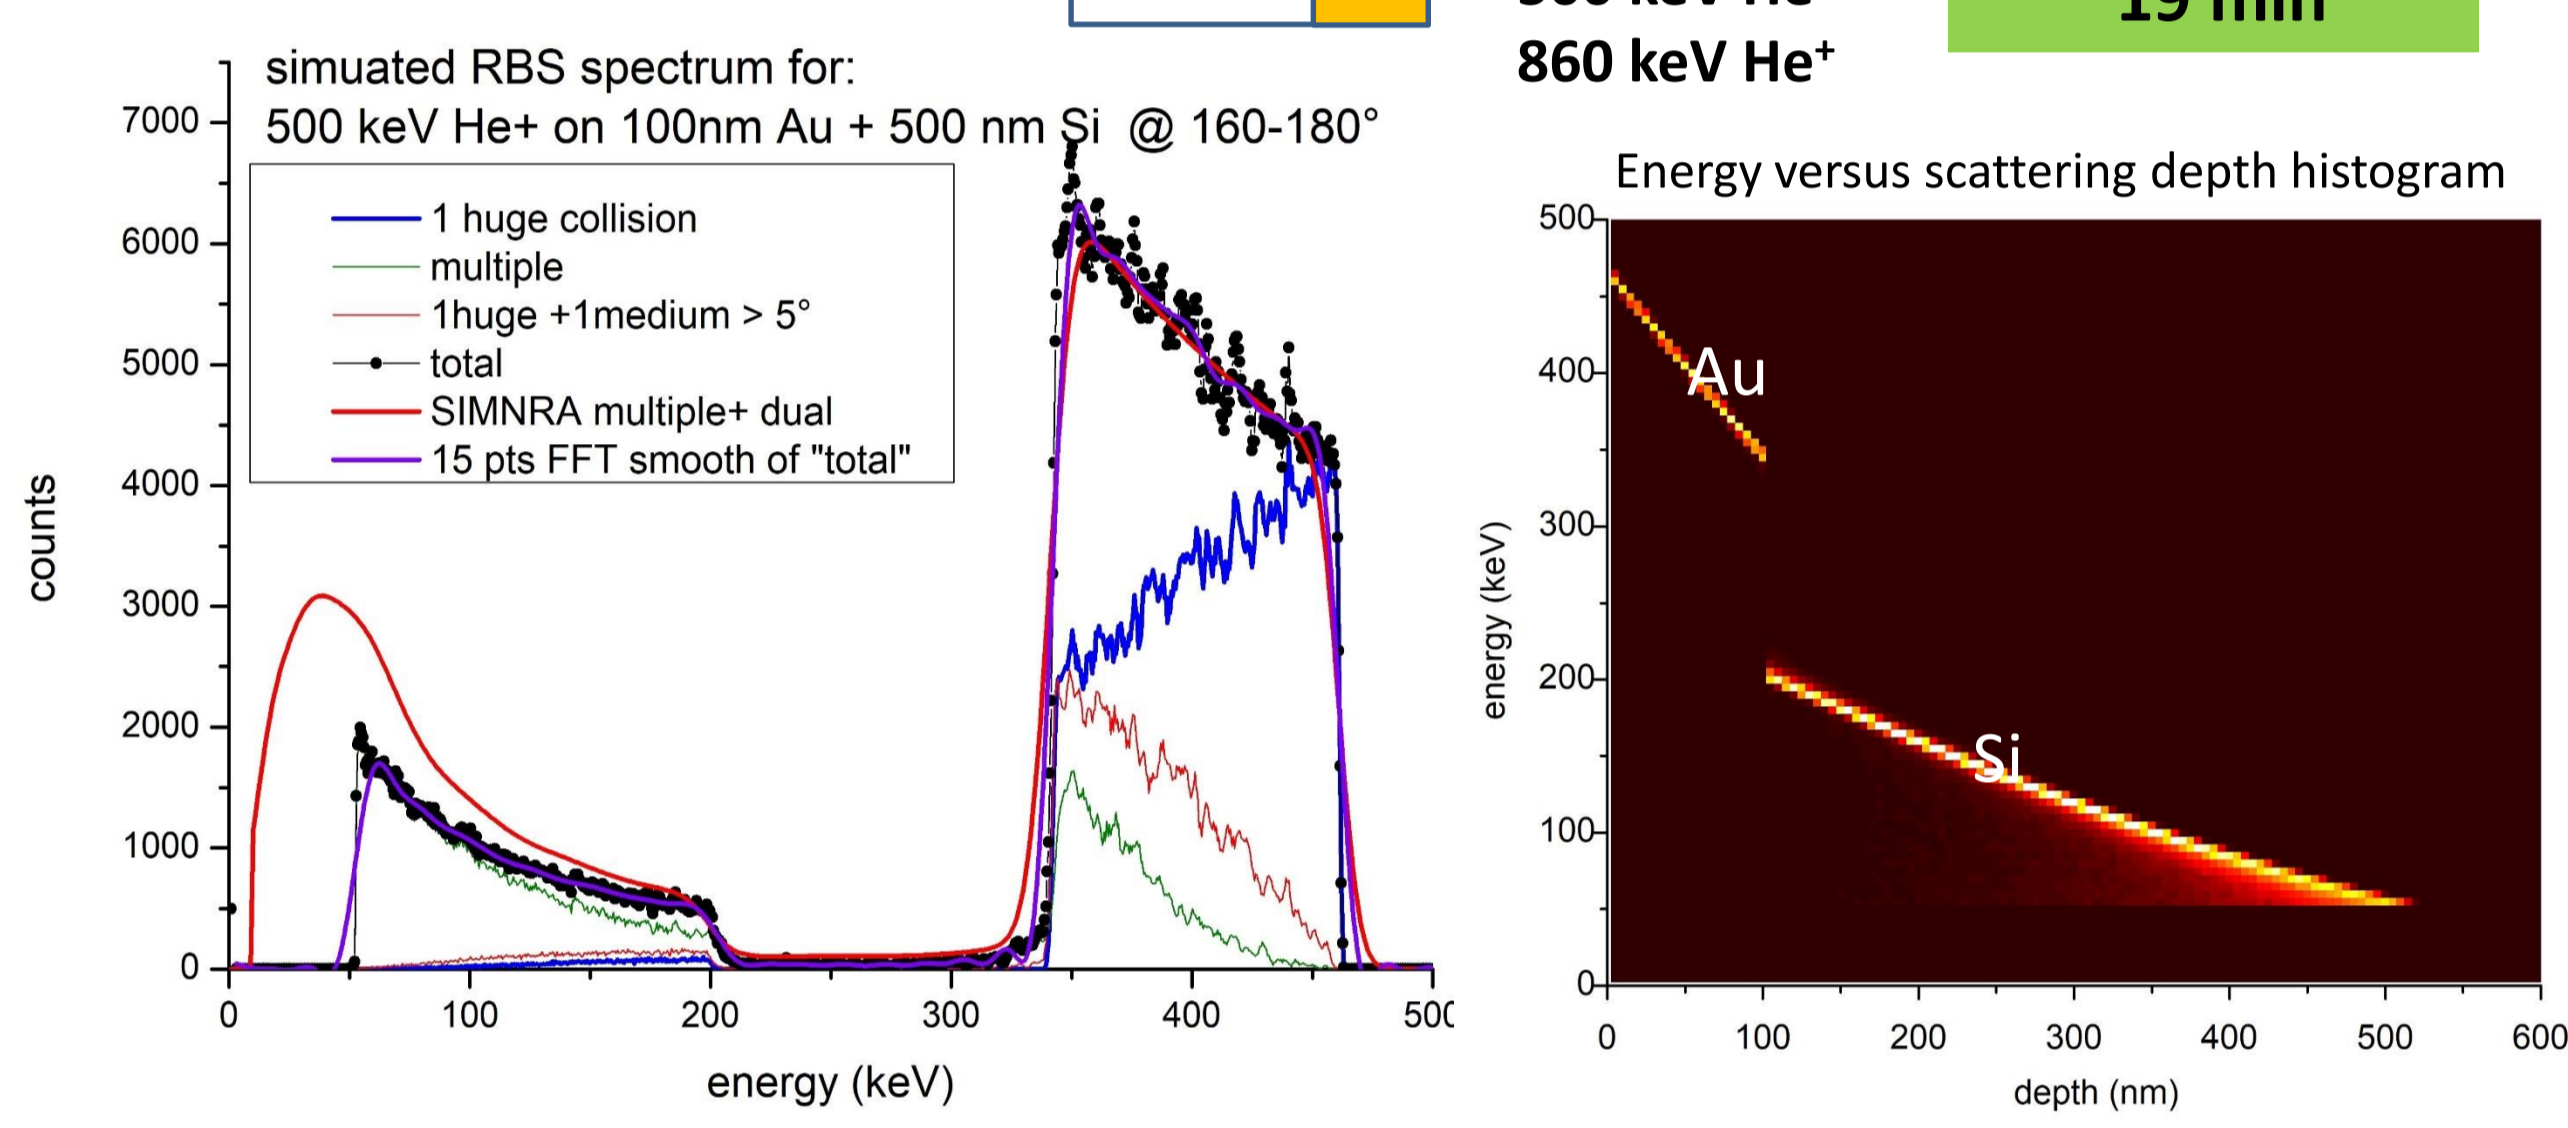 860 keV He⁺
19 min
simuated RBS spectrum for:
500 keV He+ on 100nm Au + 500 nm Si @ 160-180°
1 huge collision
multiple
1huge +1medium > 5°
total
SIMNRA multiple+ dual
15 pts FFT smooth of "total"
counts
7000
6000
5000
4000
3000
2000
1000
0
0 100 200 300 400 500
energy (keV)
Energy versus scattering depth histogram
energy (keV)
500
400
300
200
100
0
Au
Si
0 100 200 300 400 500 600
depth (nm)